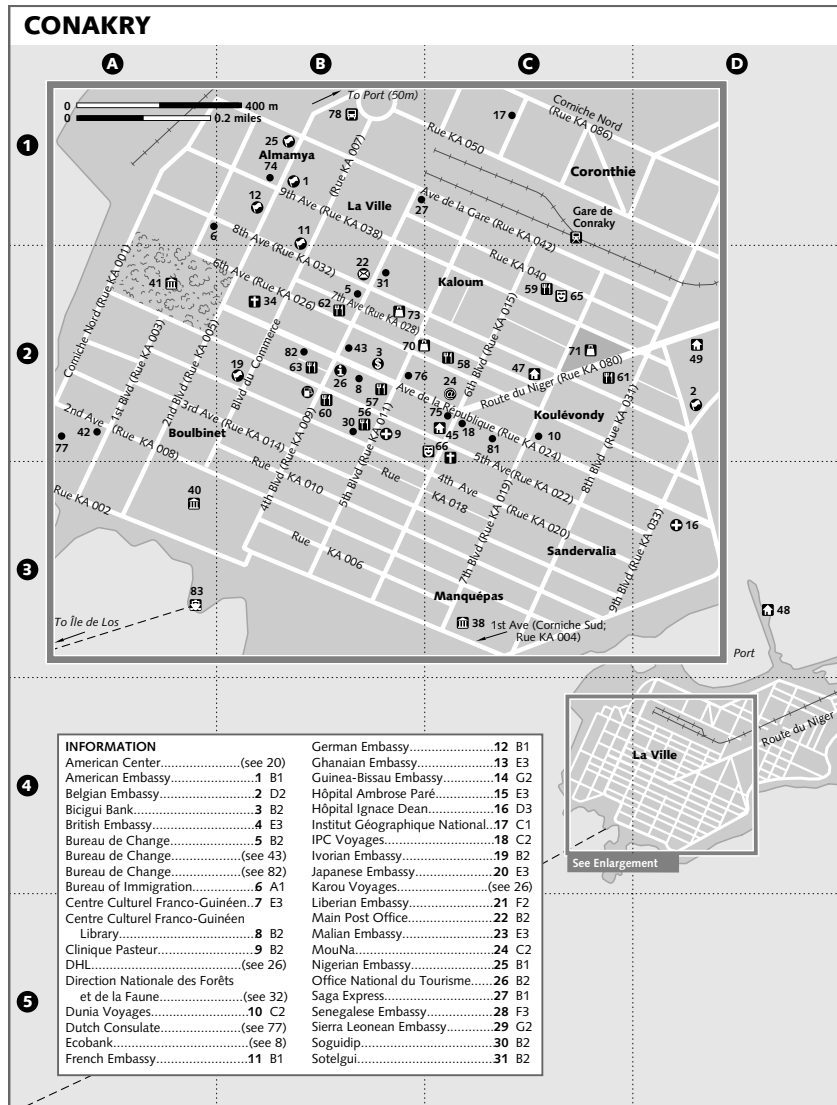 CONAKRY
A
B
C
D
1
2
3
4
5
0 400 m
0 0.2 miles
To Port (50m)
78
17
Corniche Nord
(Rue KA 086)
Rue KA 050
25
Almamya
74
1
(Rue KA 007)
Coronthie
12
9th Ave (Rue KA 038)
La Ville
27
Ave de la Gare (Rue KA 042)
Gare de
Conraky
6
8th Ave (Rue KA 032)
11
22
31
Kaloum
Rue KA 040
41
6th Ave (Rue KA 026)
34
5
62
7th Ave (Rue KA 028)
73
59
65
Corniche Nord (Rue KA 001)
1st Blvd (Rue KA 003)
2nd Blvd (Rue KA 005)
Blvd du Commerce
6th Blvd (Rue KA 015)
82
43
3
70
58
71
49
19
63
26
8
76
24
47
Route du Niger (Rue KA 080)
61
2
57
60
56
75
Ave de la République (Rue KA 024)
Koulévondy
8th Blvd (Rue KA 031)
2nd Ave (Rue KA 008)
3rd Ave (Rue KA 014)
Boulbinet
4th Blvd (Rue KA 009)
5th Blvd (Rue KA 011)
30
9
45
18
66
81
10
77
42
5th Ave(Rue KA 022)
Rue KA 010
Rue KA 018
4th Ave (Rue KA 020)
Rue KA 002
40
Rue KA 006
7th Blvd (Rue KA 019)
Sandervalia
9th Blvd (Rue KA 033)
16
83
Manquépas
To Île de Los
38
1st Ave (Corniche Sud;
Rue KA 004)
48
Port
La Ville
Route du Niger
See Enlargement
INFORMATION
American Center...................(see 20)
American Embassy...................1 B1
Belgian Embassy...................2 D2
Bicigui Bank...................3 B2
British Embassy...................4 E3
Bureau de Change...................5 B2
Bureau de Change...................(see 43)
Bureau de Change...................(see 82)
Bureau of Immigration...................6 A1
Centre Culturel Franco-Guinéen..7 E3
Centre Culturel Franco-Guinéen
Library...................8 B2
Clinique Pasteur...................9 B2
DHL...................(see 26)
Direction Nationale des Forêts
et de la Faune...................(see 32)
Dunia Voyages...................10 C2
Dutch Consulate...................(see 77)
Ecobank...................(see 8)
French Embassy...................11 B1
German Embassy...................12 B1
Ghanaian Embassy...................13 E3
Guinea-Bissau Embassy...................14 G2
Hôpital Ambrose Paré...................15 E3
Hôpital Ignace Dean...................16 D3
Institut Géographique National..17 C1
IPC Voyages...................18 C2
Ivorian Embassy...................19 B2
Japanese Embassy...................20 E3
Karou Voyages...................(see 26)
Liberian Embassy...................21 F2
Main Post Office...................22 B2
Malian Embassy...................23 E3
MouNa...................24 C2
Nigerian Embassy...................25 B1
Office National du Tourisme......26 B2
Saga Express...................27 B1
Senegalese Embassy...................28 F3
Sierra Leonean Embassy...................29 G2
Soguidip...................30 B2
Sotelgui...................31 B2